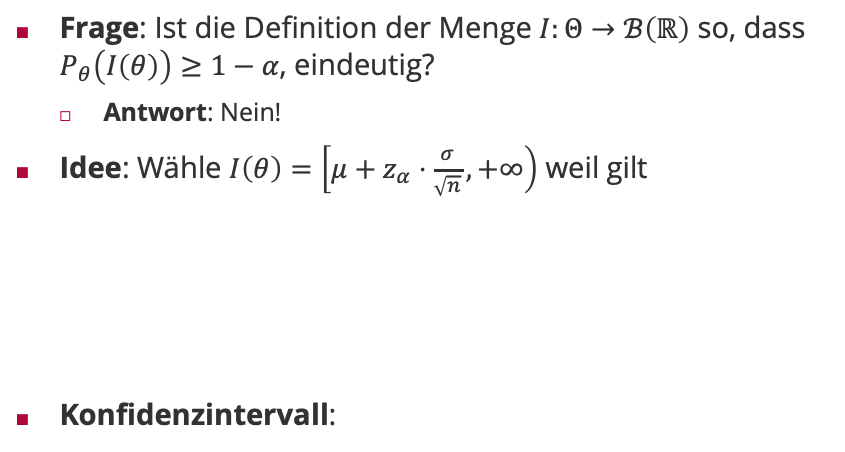 Frage: Ist die Definition der Menge I: Θ → ℬ(ℝ) so, dass
P_θ(I(θ)) ≥ 1 − α, eindeutig?
Antwort: Nein!
Idee: Wähle I(θ) = [μ + z_α · σ/√n, +∞) weil gilt
Konfidenzintervall: